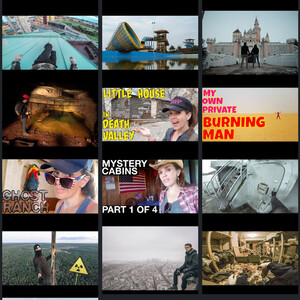 LITTLE HOUSE
IN
DEATH
VALLEY
MY
OWN
PRIVATE
BURNING
MAN
GHOST
RANCH
MYSTERY
CABINS
PART 1 OF 4